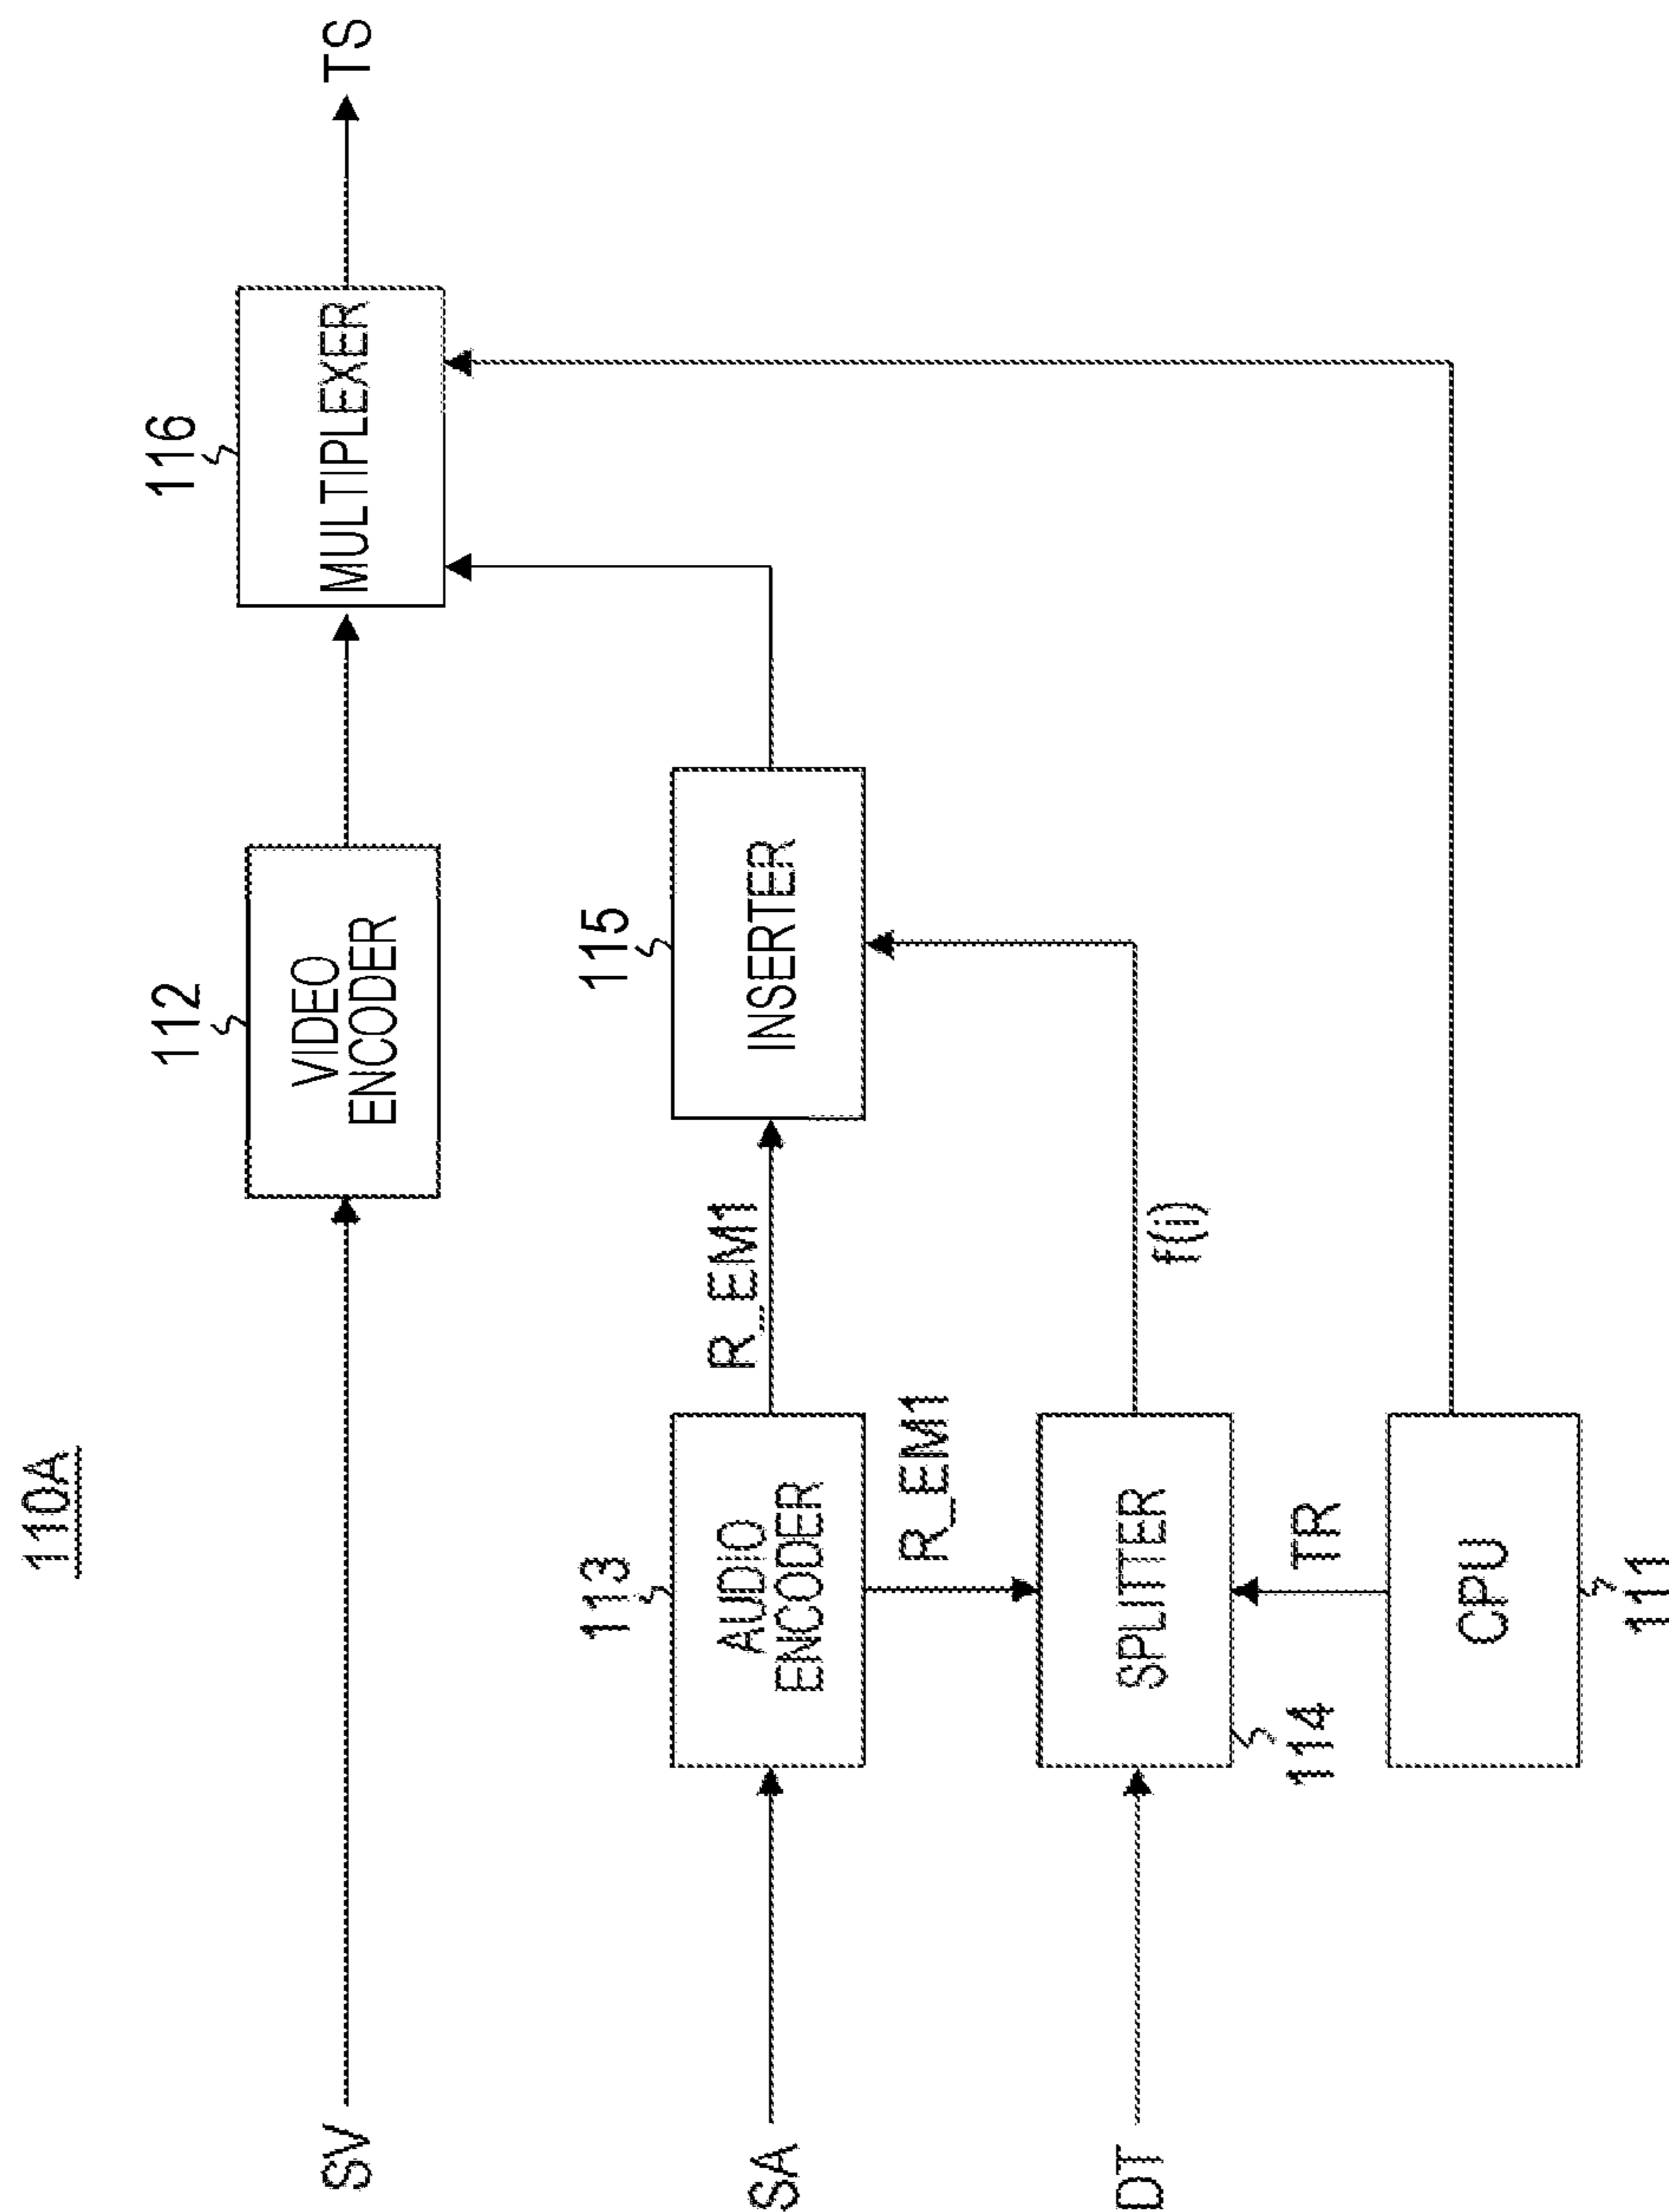 110A
SV
112
VIDEO
ENCODER
116
MULTIPLEXER
TS
SA
113
AUDIO
ENCODER
R_EM1
115
INSERTER
R_EM1
DT
SPLITTER
114
f(i)
TR
CPU
111